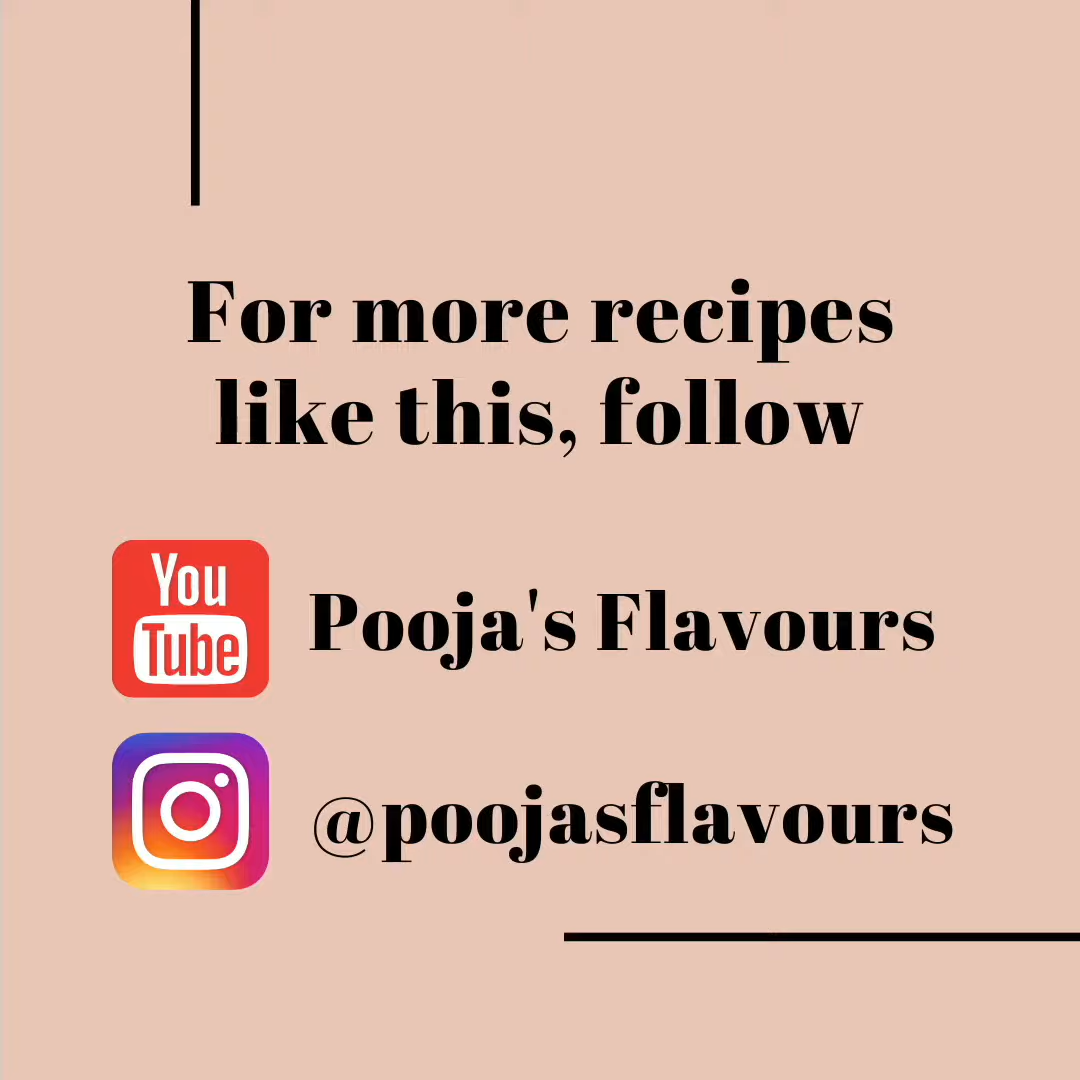 For more recipes
like this, follow
You
Tube
Pooja's Flavours
@poojasflavours